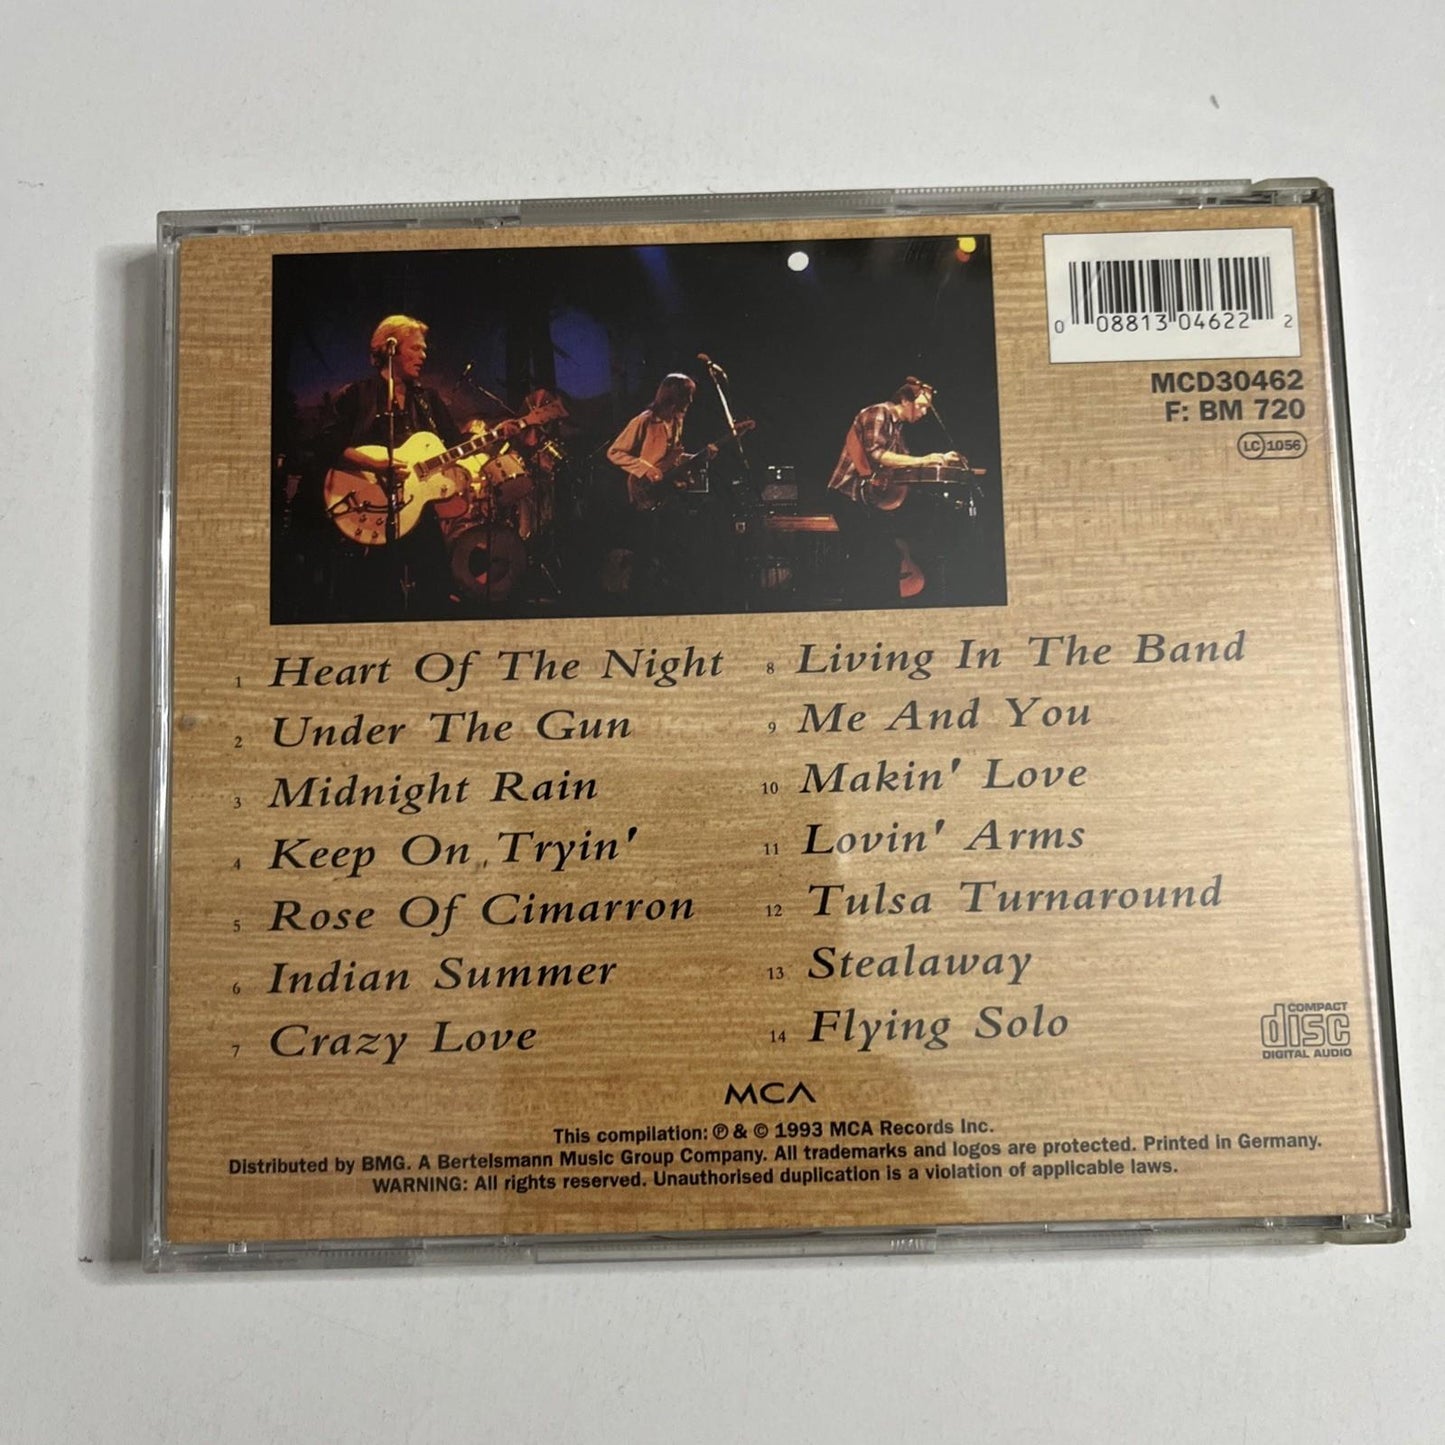 0 08813 04622 2
MCD30462
F: BM 720
LC 1056
1 Heart Of The Night
2 Under The Gun
3 Midnight Rain
4 Keep On Tryin'
5 Rose Of Cimarron
6 Indian Summer
7 Crazy Love
8 Living In The Band
9 Me And You
10 Makin' Love
11 Lovin' Arms
12 Tulsa Turnaround
13 Stealaway
14 Flying Solo
COMPACT
disc
DIGITAL AUDIO
MCA
This compilation: ℗ & © 1993 MCA Records Inc.
Distributed by BMG. A Bertelsmann Music Group Company. All trademarks and logos are protected. Printed in Germany.
WARNING: All rights reserved. Unauthorised duplication is a violation of applicable laws.